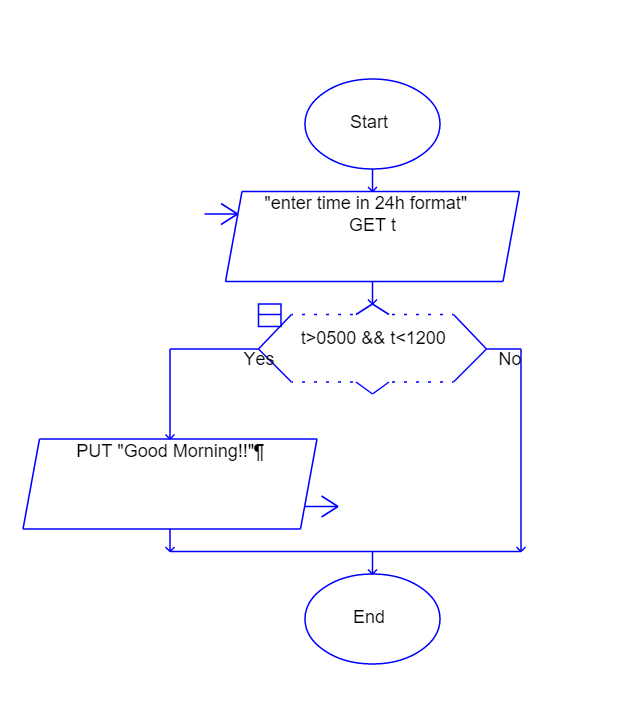 Start
"enter time in 24h format"
GET t
t>0500 && t<1200
Yes
No
PUT "Good Morning!!"¶
End